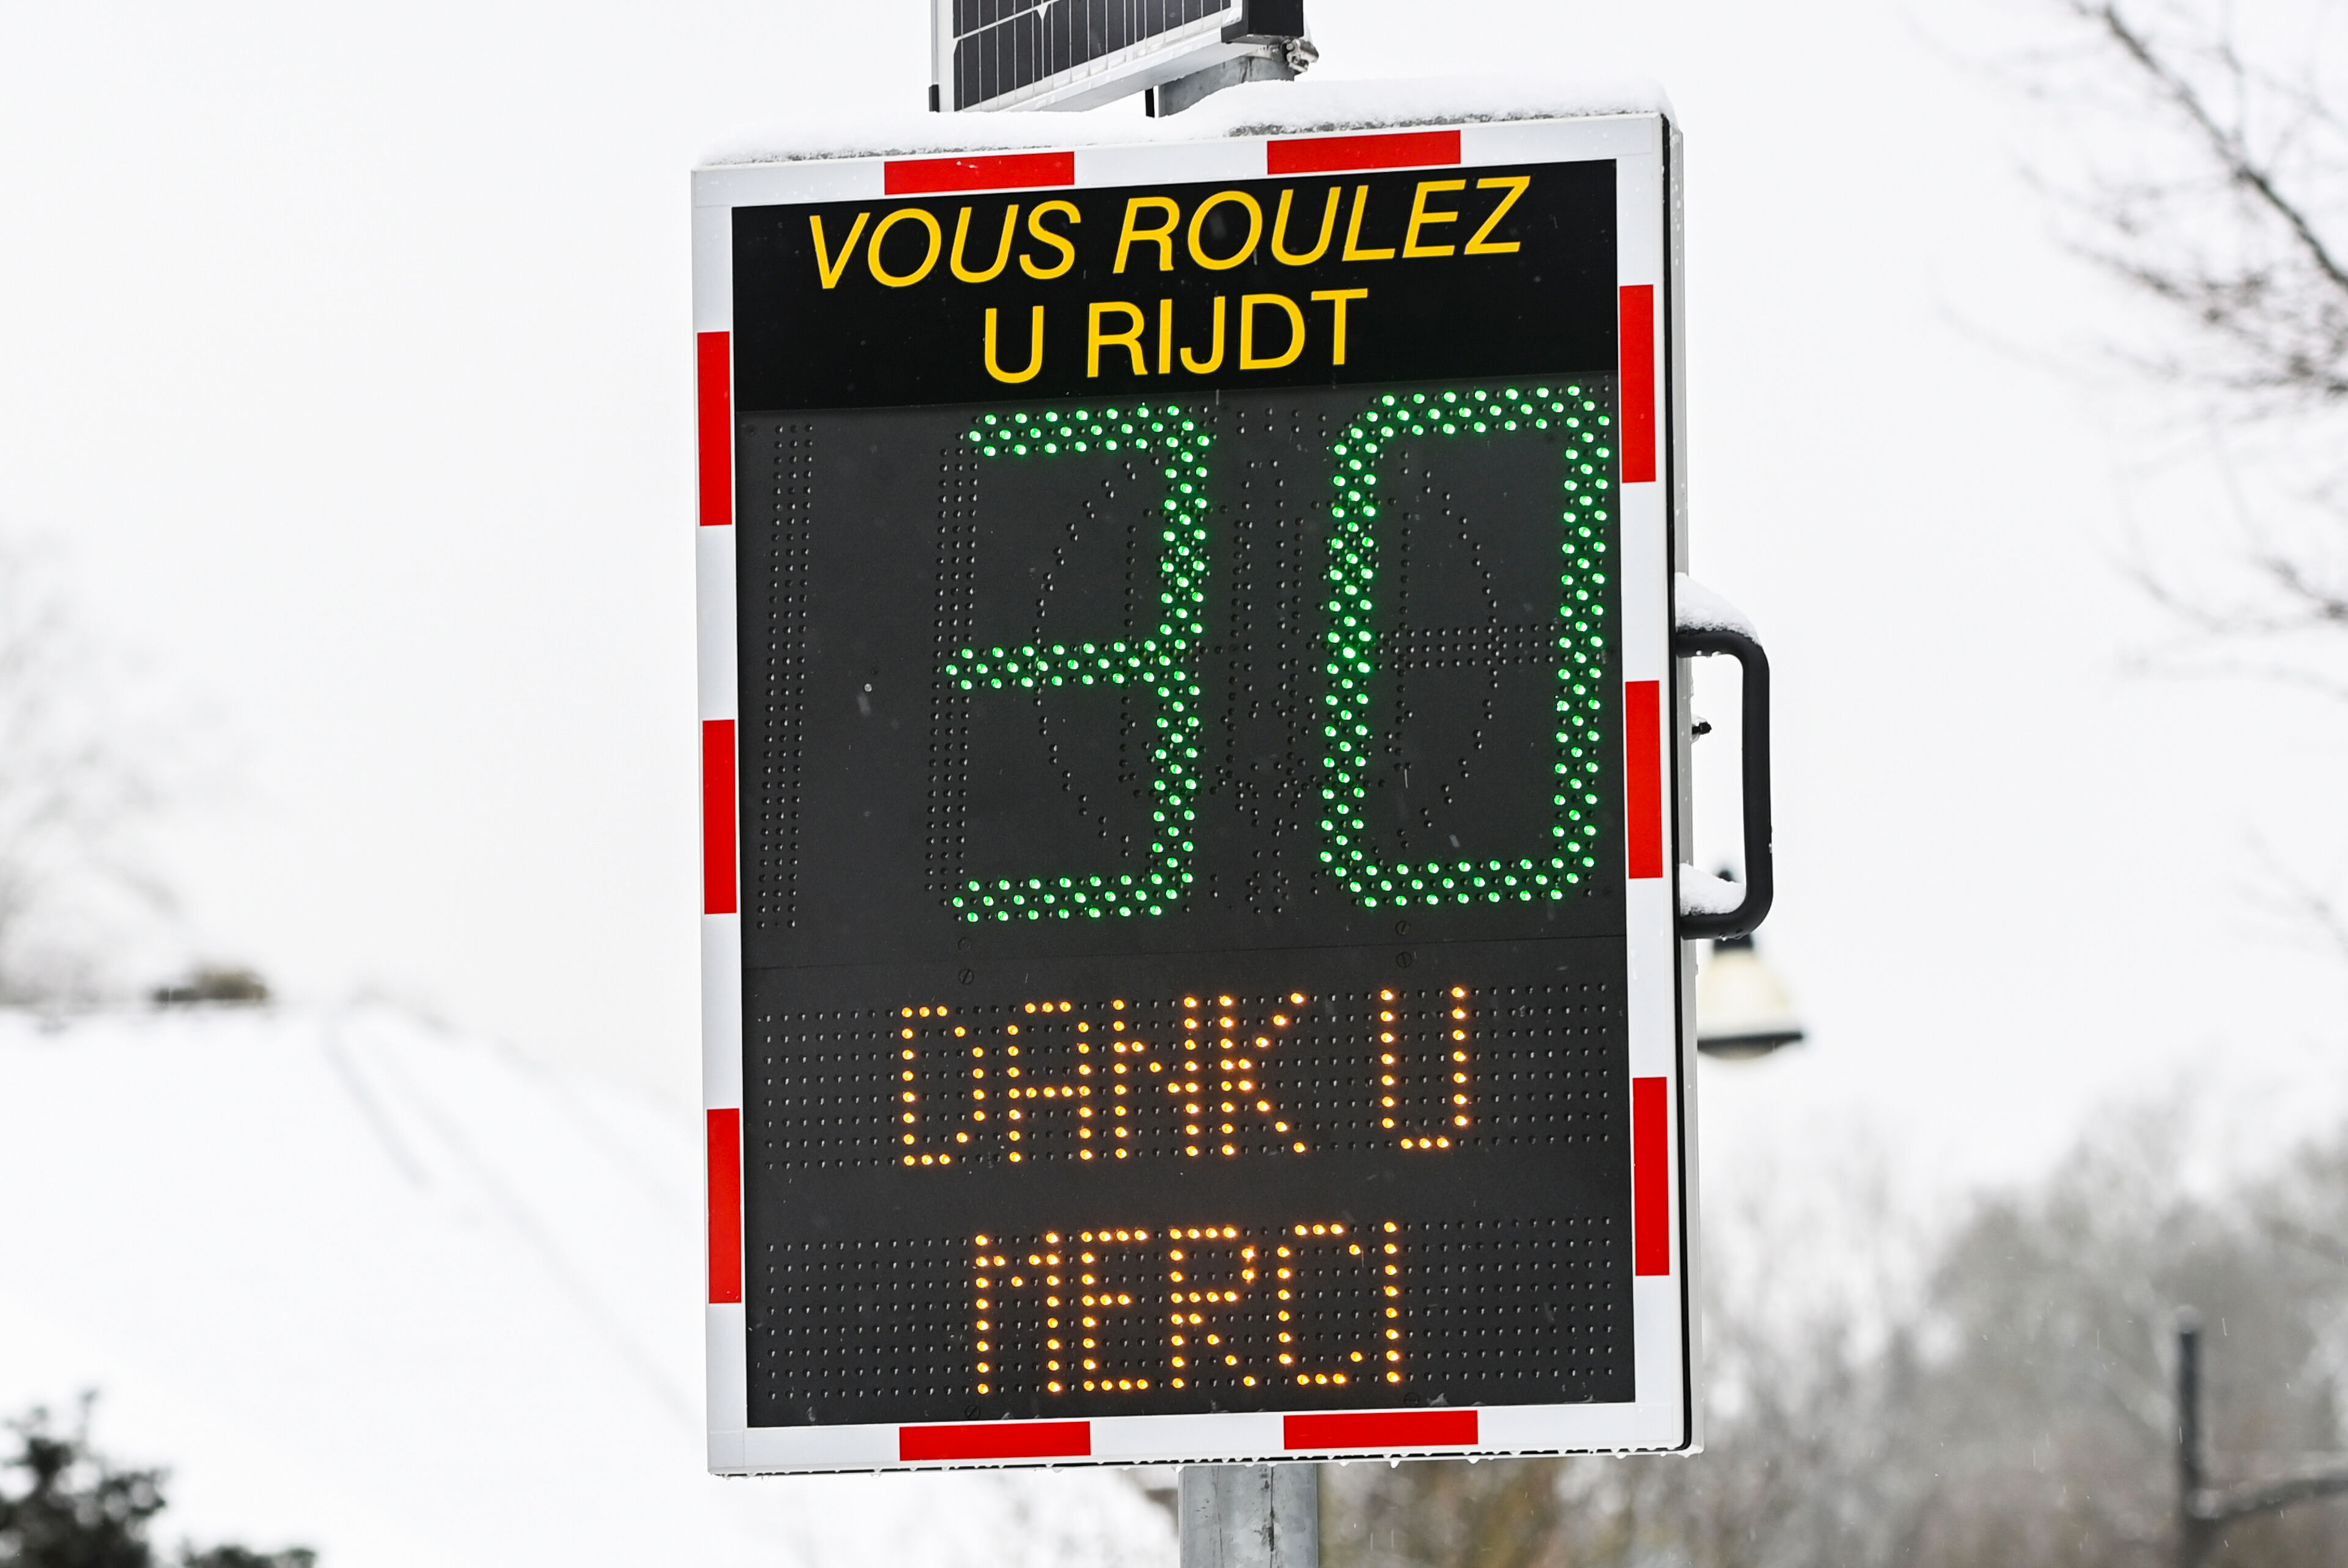 VOUS ROULEZ
U RIJDT
30
DANK U
MERCI